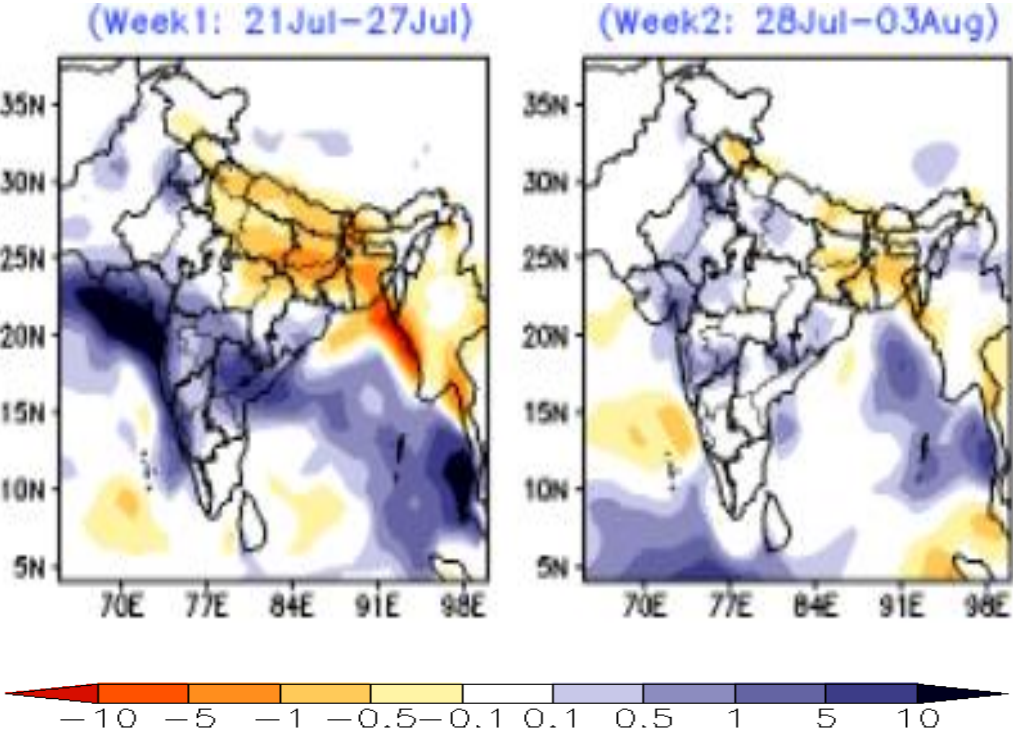 (Week1: 21Jul−27Jul) (Week2: 28Jul−03Aug)
35N 35N
30N 30N
25N 25N
20N 20N
15N 15N
10N 10N
5N 5N
70E 77E 84E 91E 98E 70E 77E 84E 91E 98E
−10 −5 −1 −0.5 −0.1 0.1 0.5 1 5 10